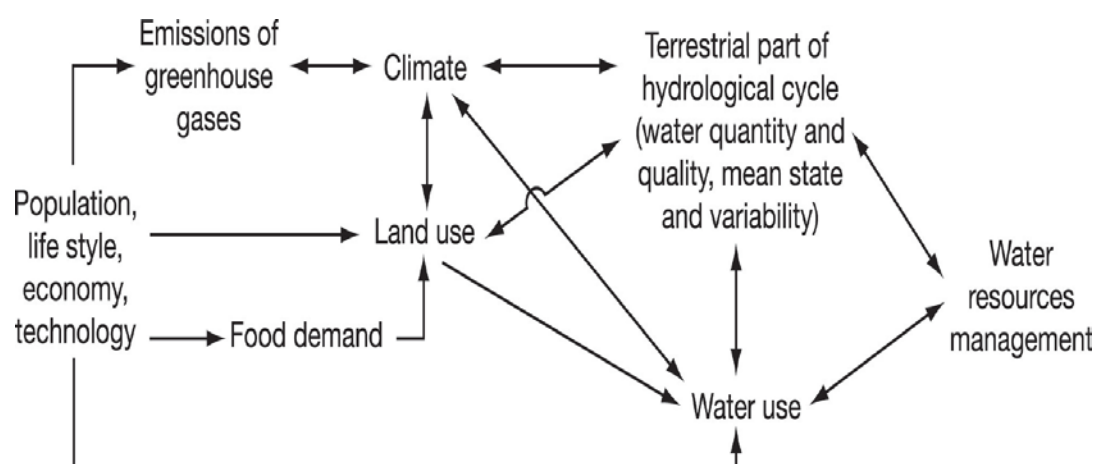 Emissions of
greenhouse
gases
Climate
Terrestrial part of
hydrological cycle
(water quantity and
quality, mean state
and variability)
Population,
life style,
economy,
technology
Land use
Food demand
Water
resources
management
Water use